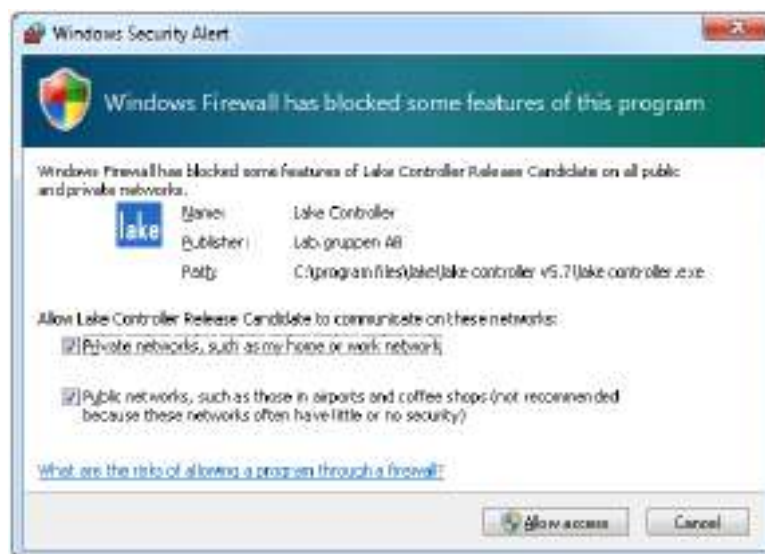 Windows Security Alert
Windows Firewall has blocked some features of this program
Windows Firewall has blocked some features of Lake Controller Release Candidate on all public
and private networks.
lake
Name: Lake Controller
Publisher: Lab.gruppen AB
Path: C:\program files\lake\lake controller v5.7\lake controller.exe
Allow Lake Controller Release Candidate to communicate on these networks:
Private networks, such as my home or work network
Public networks, such as those in airports and coffee shops (not recommended
because these networks often have little or no security)
What are the risks of allowing a program through a firewall?
Allow access Cancel